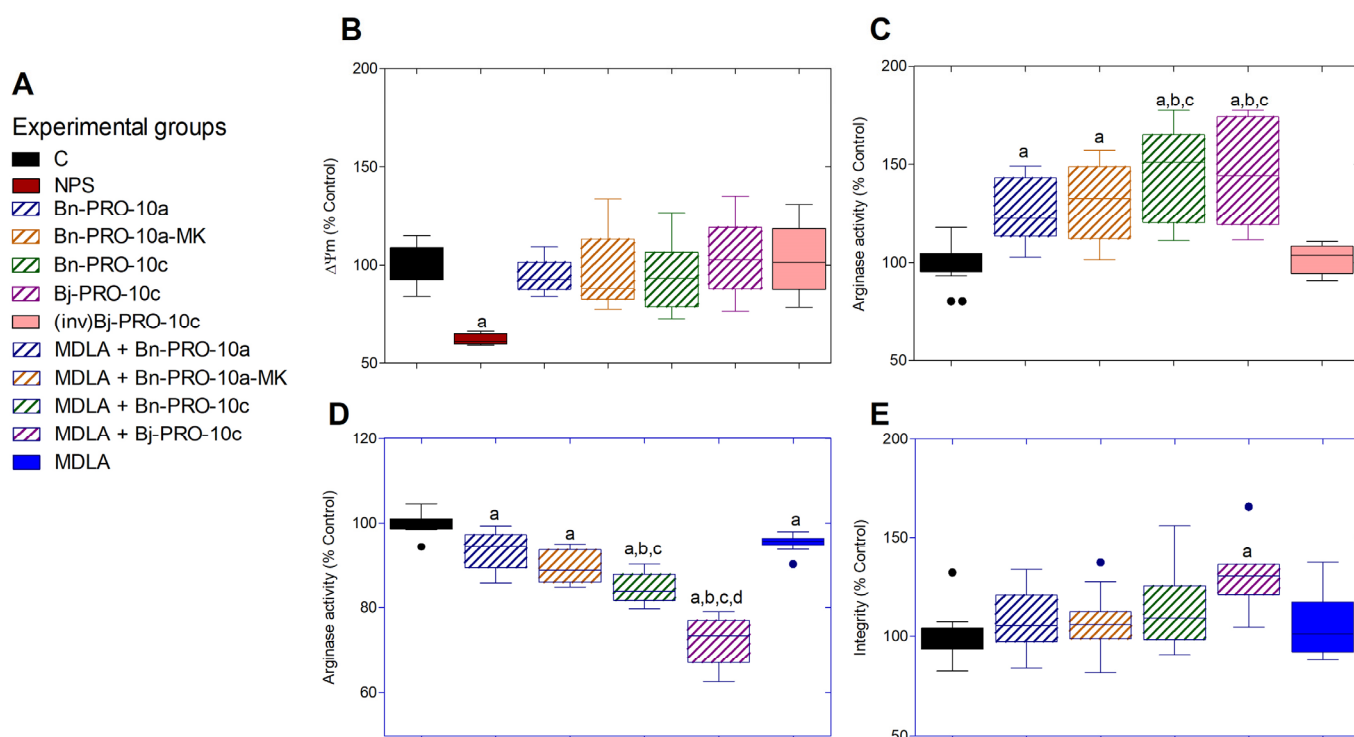 A
Experimental groups
C
NPS
Bn-PRO-10a
Bn-PRO-10a-MK
Bn-PRO-10c
Bj-PRO-10c
(inv)Bj-PRO-10c
MDLA + Bn-PRO-10a
MDLA + Bn-PRO-10a-MK
MDLA + Bn-PRO-10c
MDLA + Bj-PRO-10c
MDLA
B
ΔΨm (% Control)
200
150
100
50
a
C
Arginase activity (% Control)
200
150
100
50
a
a
a,b,c
a,b,c
D
Arginase activity (% Control)
120
100
80
60
a
a
a,b,c
a,b,c,d
a
E
Integrity (% Control)
200
150
100
50
a